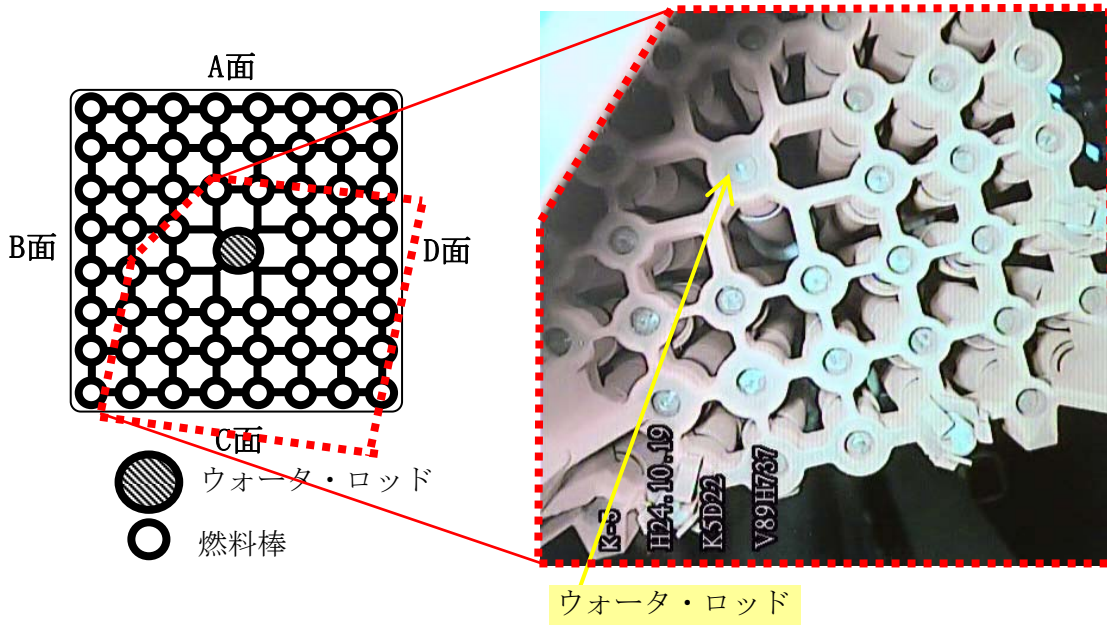 A面
B面
D面
C面
ウォータ・ロッド
燃料棒
K-J
H24.10.19
K5D22
V89H737
ウォータ・ロッド